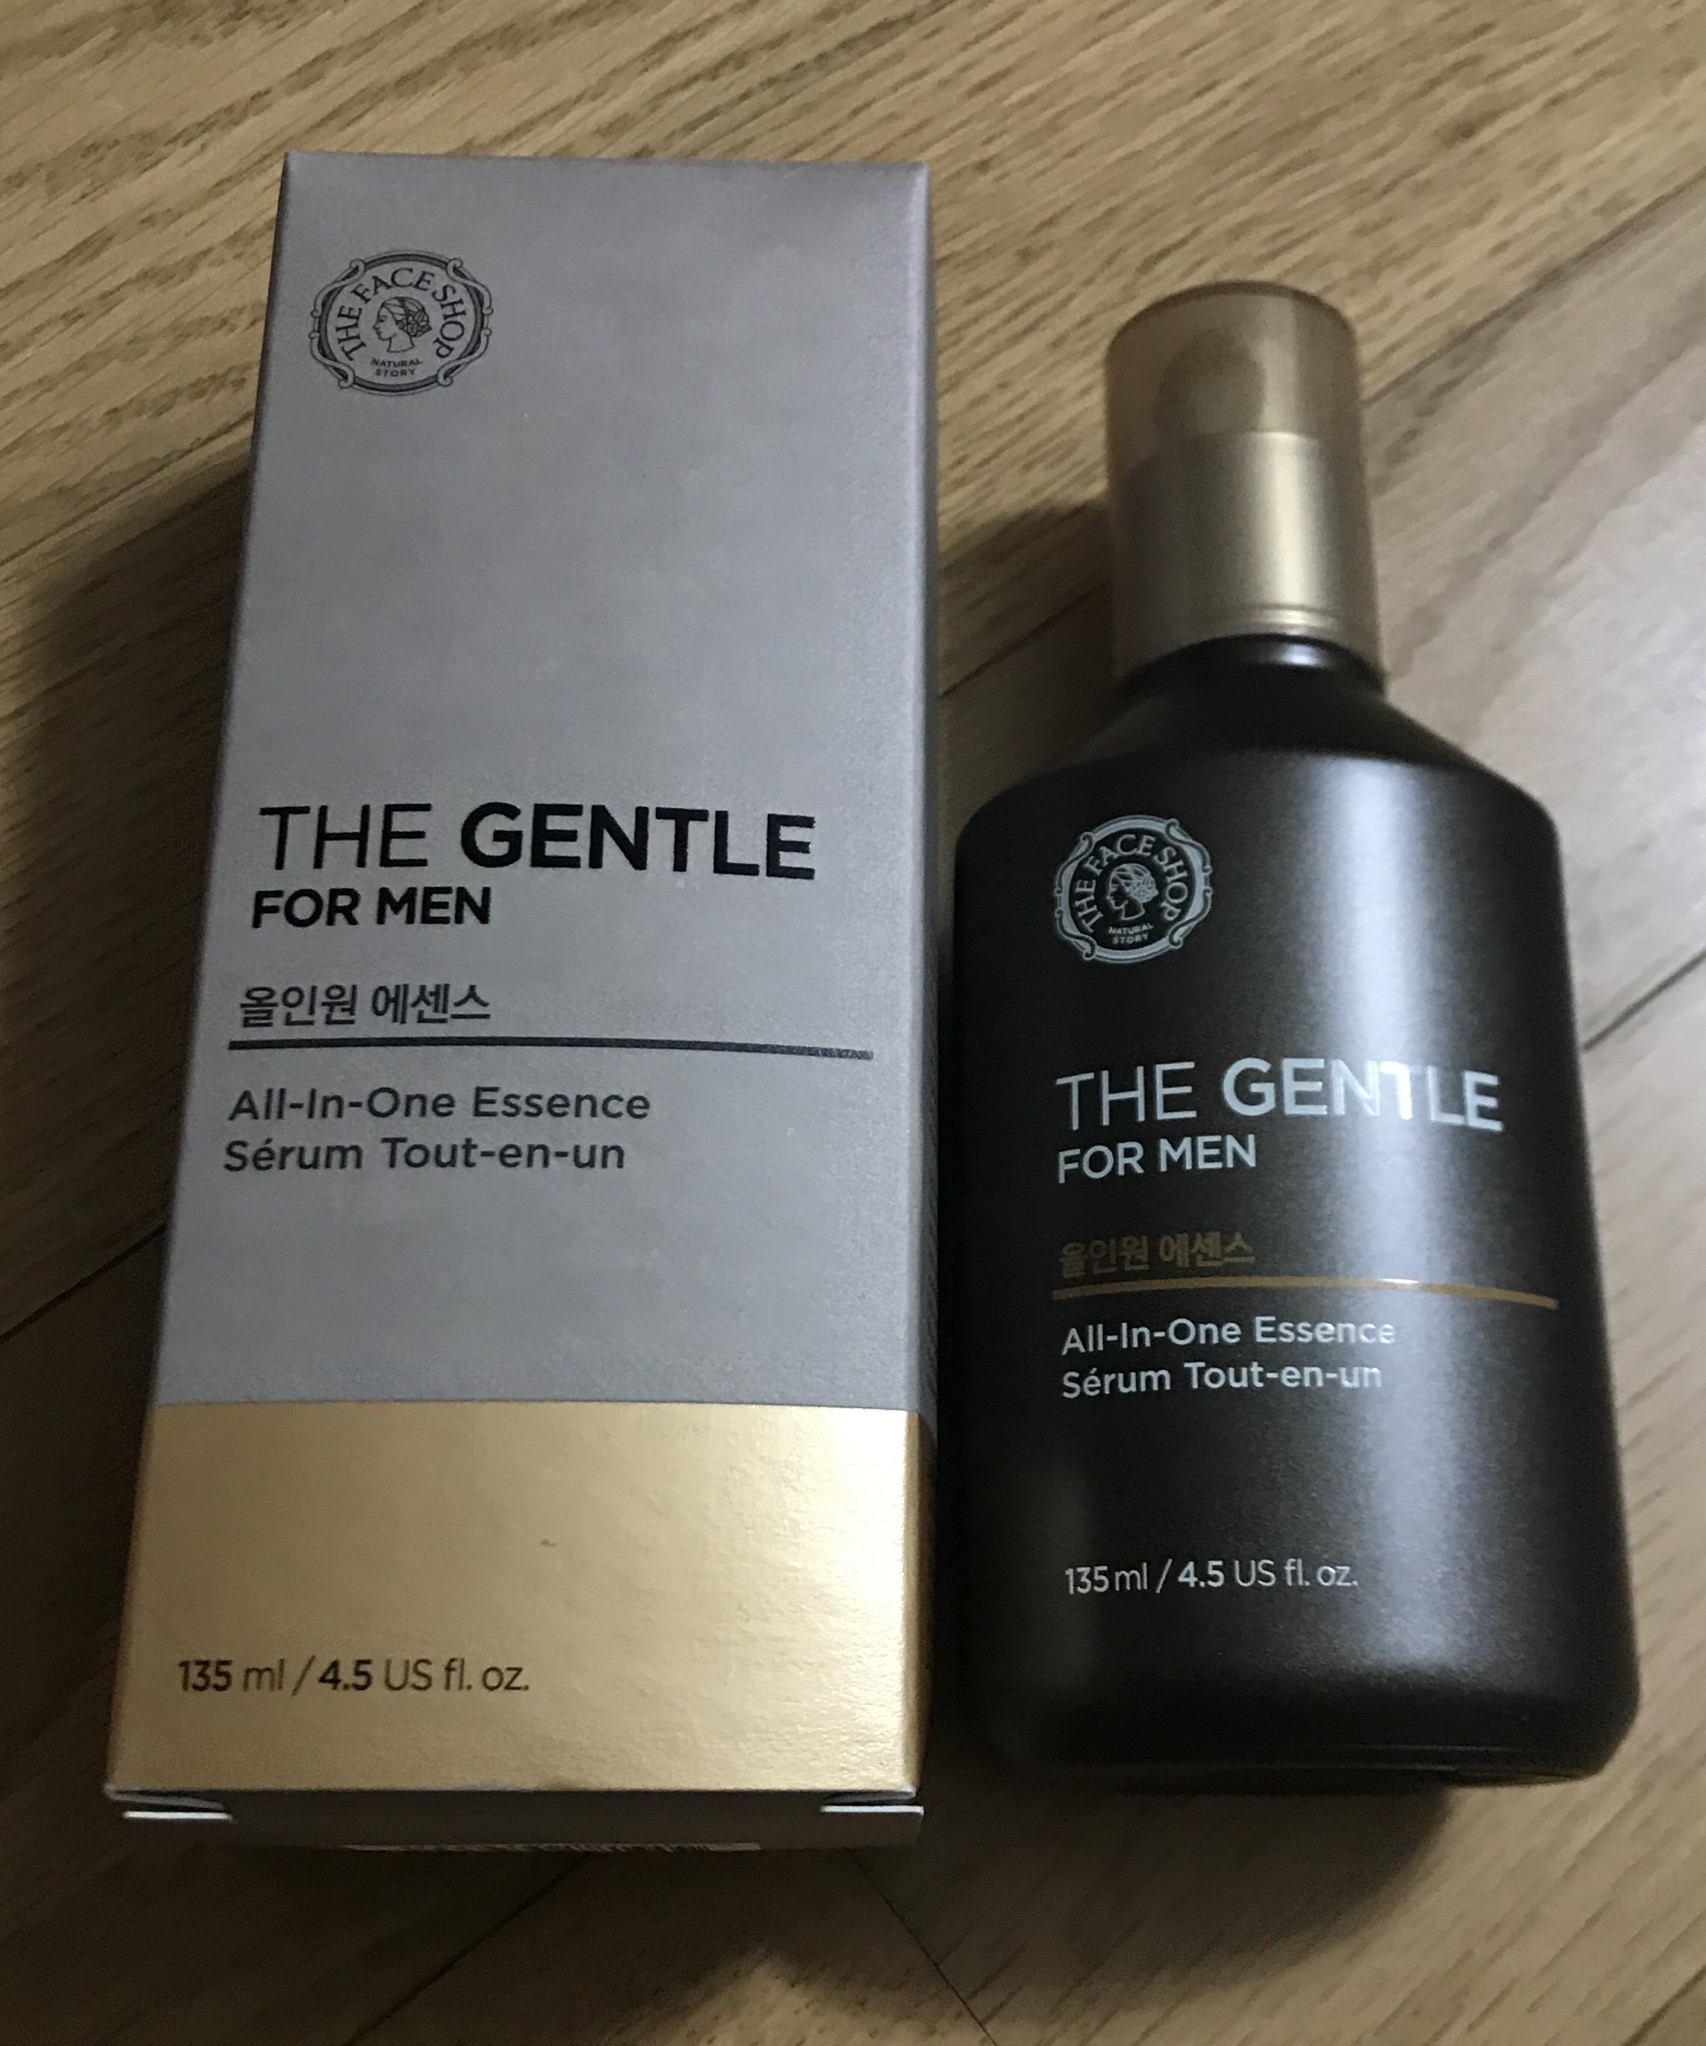 THE FACE SHOP
NATURAL
STORY
THE GENTLE
FOR MEN
올인원 에센스
All-In-One Essence
Sérum Tout-en-un
135 ml / 4.5 US fl. oz.
THE FACE SHOP
NATURAL
STORY
THE GENTLE
FOR MEN
올인원 에센스
All-In-One Essence
Sérum Tout-en-un
135 ml / 4.5 US fl. oz.